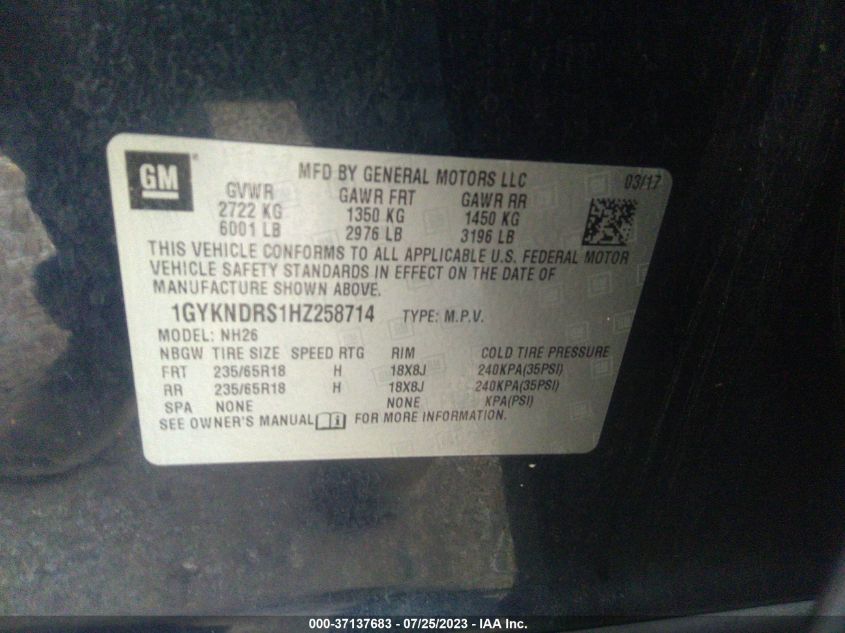 GM
MFD BY GENERAL MOTORS LLC 03/17
GVWR GAWR FRT GAWR RR
2722 KG 1350 KG 1450 KG
6001 LB 2976 LB 3196 LB
THIS VEHICLE CONFORMS TO ALL APPLICABLE U.S. FEDERAL MOTOR
VEHICLE SAFETY STANDARDS IN EFFECT ON THE DATE OF
MANUFACTURE SHOWN ABOVE.
1GYKNDRS1HZ258714 TYPE: M.P.V.
MODEL: NH26
NBGW TIRE SIZE SPEED RTG RIM COLD TIRE PRESSURE
FRT 235/65R18 H 18X8J 240KPA(35PSI)
RR 235/65R18 H 18X8J 240KPA(35PSI)
SPA NONE NONE KPA(PSI)
SEE OWNER'S MANUAL FOR MORE INFORMATION.
000-37137683 - 07/25/2023 - IAA Inc.